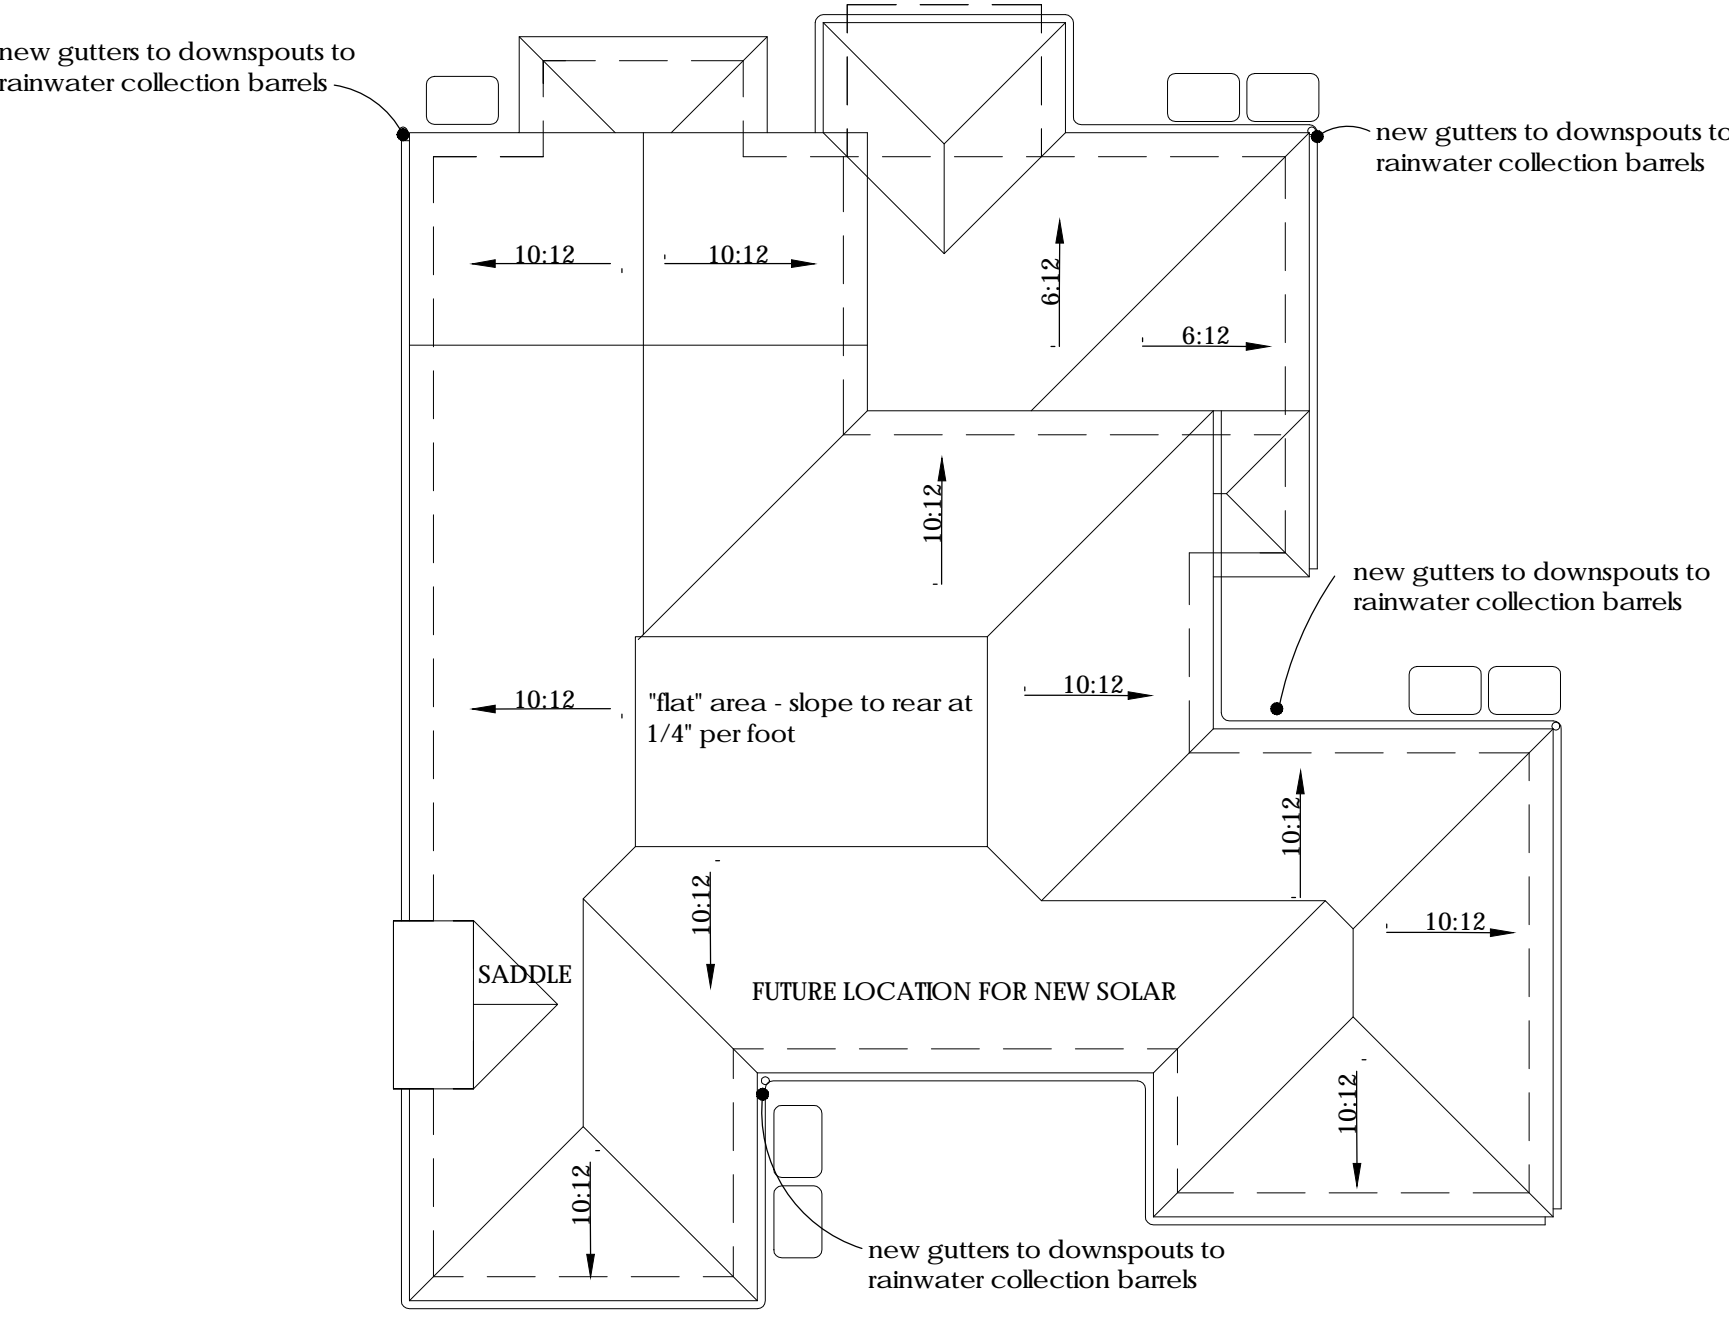 new gutters to downspouts to
rainwater collection barrels
new gutters to downspouts to
rainwater collection barrels
10:12
10:12
6:12
6:12
10:12
new gutters to downspouts to
rainwater collection barrels
10:12
"flat" area - slope to rear at
1/4" per foot
10:12
10:12
10:12
10:12
SADDLE
FUTURE LOCATION FOR NEW SOLAR
10:12
10:12
new gutters to downspouts to
rainwater collection barrels